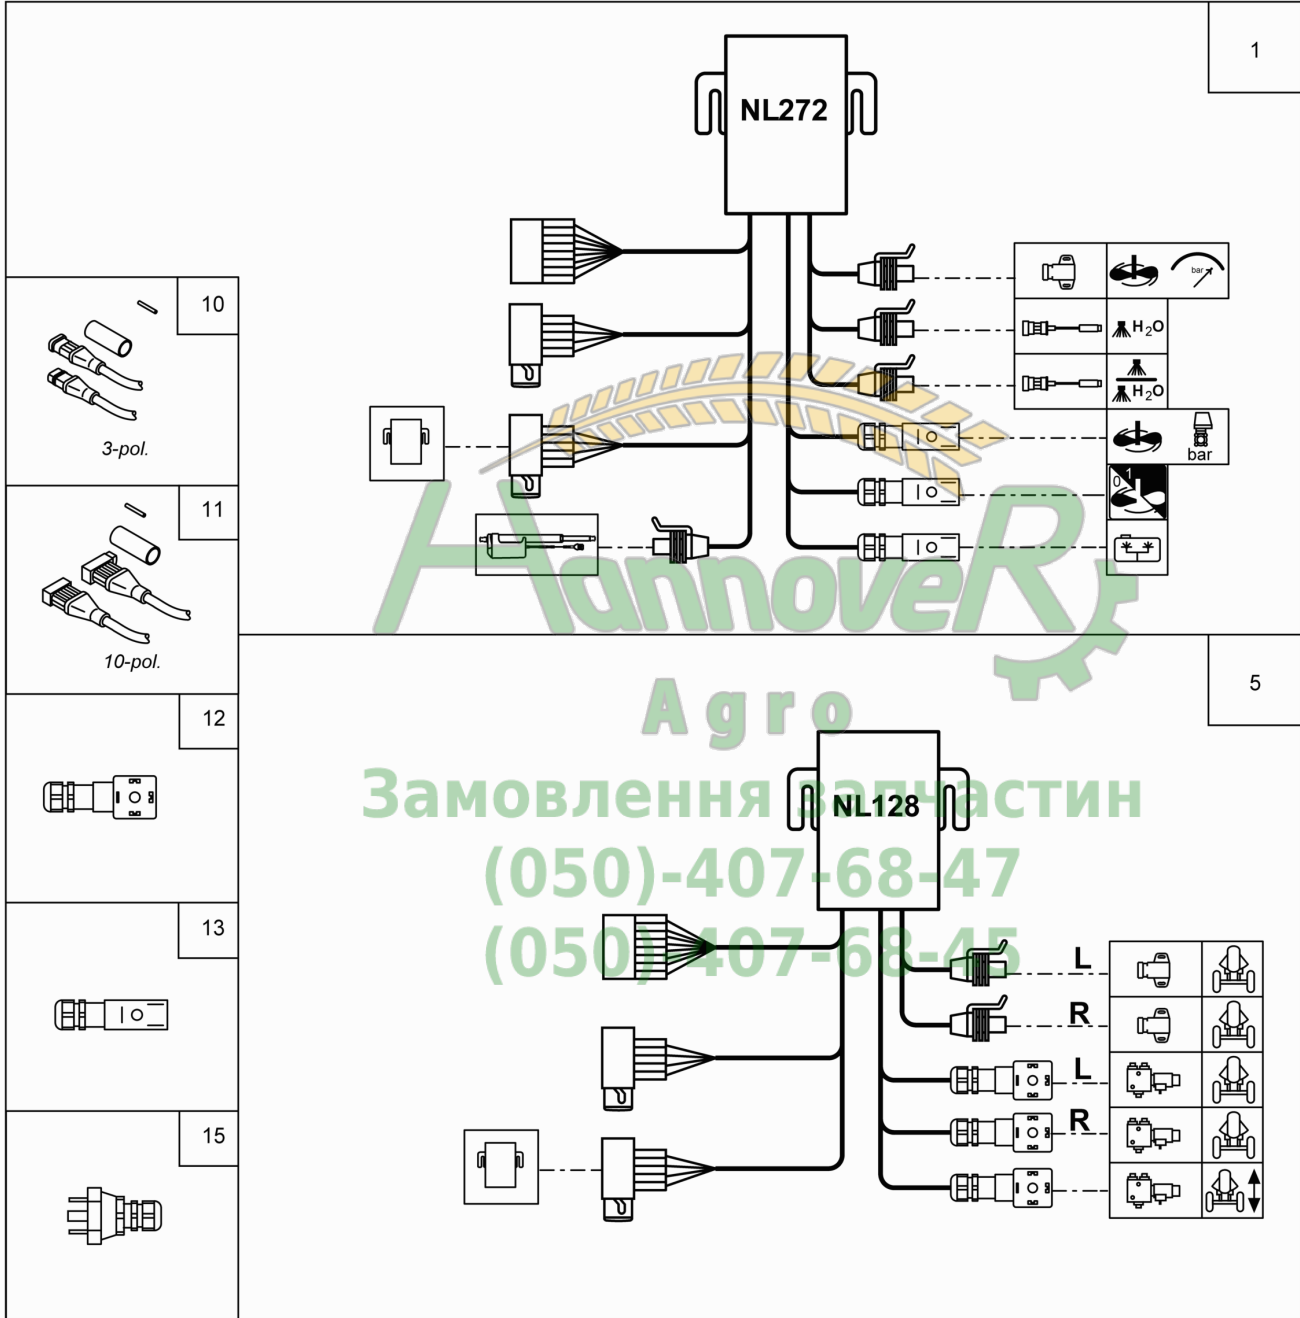 1
NL272
10
3-pol.
bar
H2O
H2O
bar
0 1
11
10-pol.
HannoveR
Agro
5
12
NL128
Замовлення запчастин
(050)-407-68-47
(050)-407-68-45
13
L
R
L
R
15